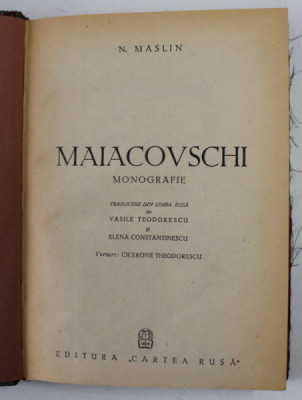 N. MASLIN
MAIACOVSCHI
MONOGRAFIE
TRADUCERE DIN LIMBA RUSĂ
de
VASILE TEODORESCU
și
ELENA CONSTANTINESCU
Versuri: CICERONE THEODORESCU
EDITURA „CARTEA RUSĂ"